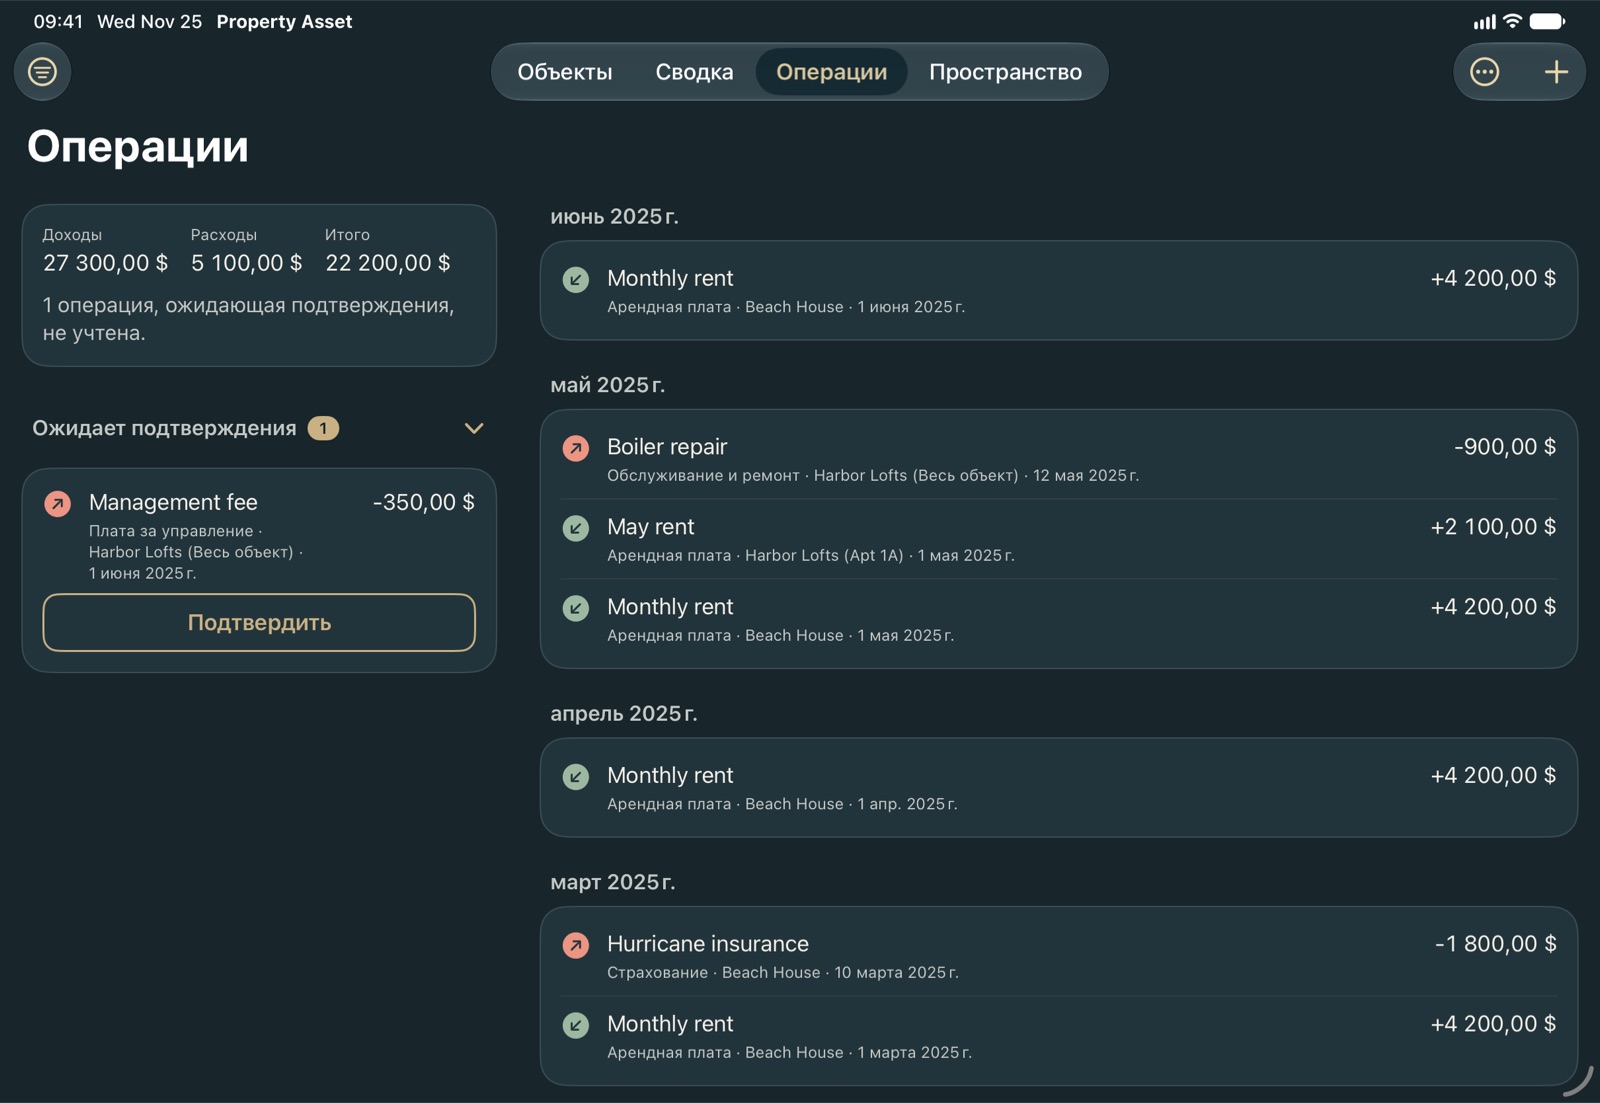 09:41 Wed Nov 25 Property Asset
Объекты Сводка Операции Пространство
Операции
Доходы Расходы Итого
27 300,00 $ 5 100,00 $ 22 200,00 $
1 операция, ожидающая подтверждения,
не учтена.
Ожидает подтверждения 1
Management fee -350,00 $
Плата за управление ·
Harbor Lofts (Весь объект) ·
1 июня 2025 г.
Подтвердить
июнь 2025 г.
Monthly rent +4 200,00 $
Арендная плата · Beach House · 1 июня 2025 г.
май 2025 г.
Boiler repair -900,00 $
Обслуживание и ремонт · Harbor Lofts (Весь объект) · 12 мая 2025 г.
May rent +2 100,00 $
Арендная плата · Harbor Lofts (Apt 1A) · 1 мая 2025 г.
Monthly rent +4 200,00 $
Арендная плата · Beach House · 1 мая 2025 г.
апрель 2025 г.
Monthly rent +4 200,00 $
Арендная плата · Beach House · 1 апр. 2025 г.
март 2025 г.
Hurricane insurance -1 800,00 $
Страхование · Beach House · 10 марта 2025 г.
Monthly rent +4 200,00 $
Арендная плата · Beach House · 1 марта 2025 г.